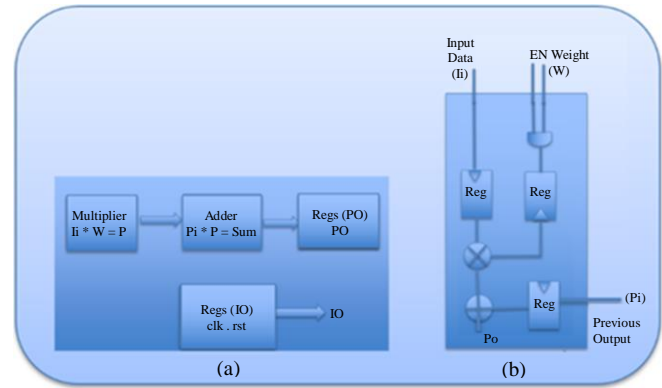 Input
Data
(Ii)
EN Weight
(W)
Reg
Reg
Multiplier
Ii * W = P
Adder
Pi * P = Sum
Regs (PO)
PO
Regs (IO)
clk . rst
IO
Reg
(Pi)
Previous
Output
Po
(a)
(b)